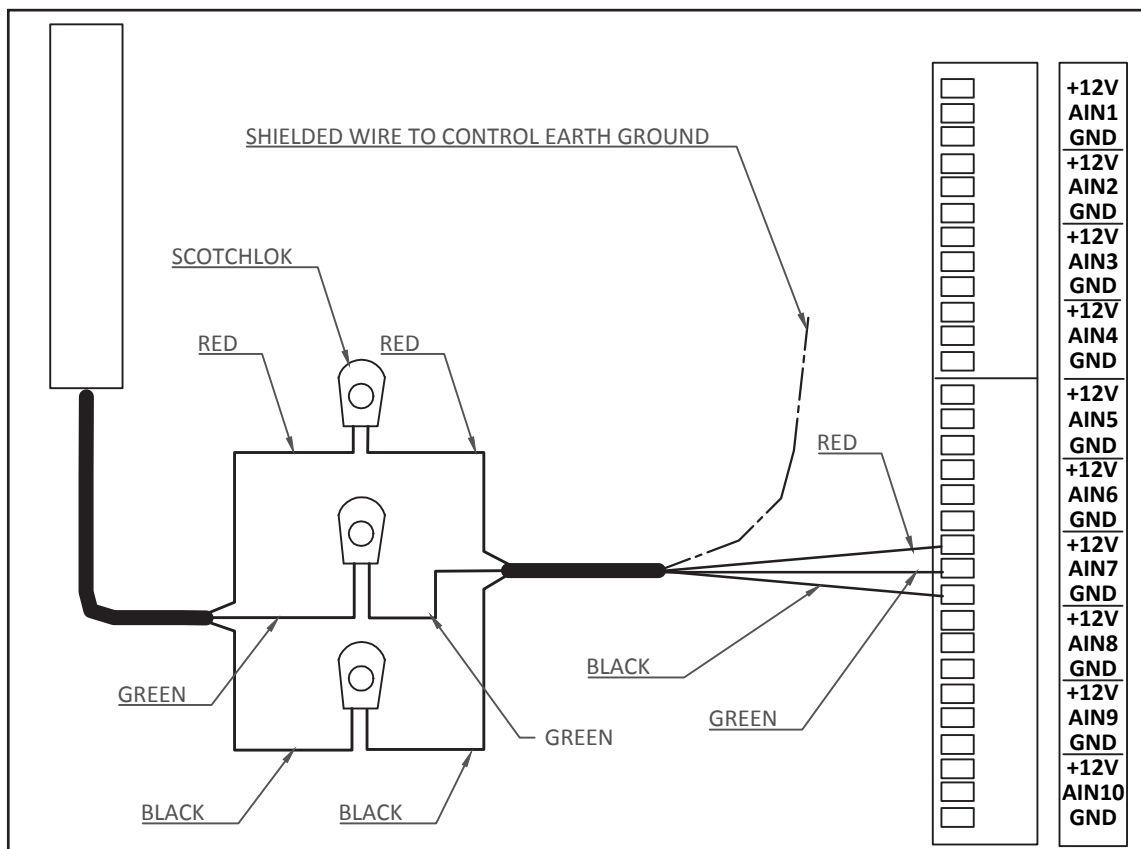 SHIELDED WIRE TO CONTROL EARTH GROUND
SCOTCHLOK
RED
RED
RED
GREEN
BLACK
GREEN
GREEN
BLACK
BLACK
+12V
AIN1
GND
+12V
AIN2
GND
+12V
AIN3
GND
+12V
AIN4
GND
+12V
AIN5
GND
+12V
AIN6
GND
+12V
AIN7
GND
+12V
AIN8
GND
+12V
AIN9
GND
+12V
AIN10
GND